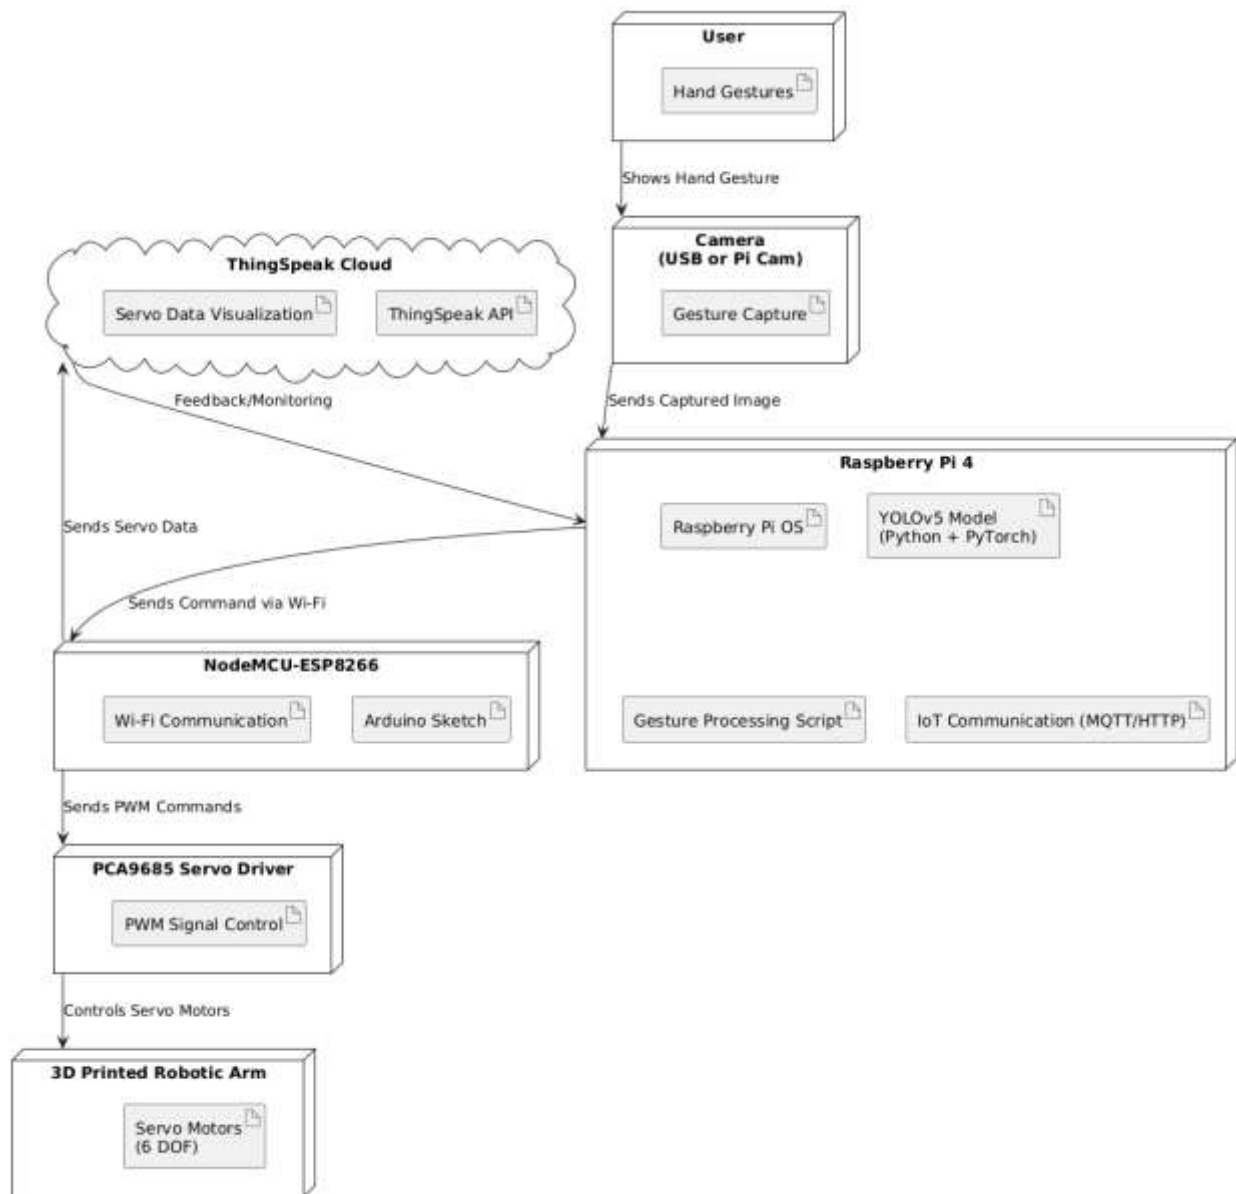 User
Hand Gestures
Shows Hand Gesture
Camera
(USB or Pi Cam)
Gesture Capture
ThingSpeak Cloud
Servo Data Visualization
ThingSpeak API
Feedback/Monitoring
Sends Captured Image
Raspberry Pi 4
Raspberry Pi OS
YOLOv5 Model
(Python + PyTorch)
Sends Servo Data
Sends Command via Wi-Fi
NodeMCU-ESP8266
Wi-Fi Communication
Arduino Sketch
Gesture Processing Script
IoT Communication (MQTT/HTTP)
Sends PWM Commands
PCA9685 Servo Driver
PWM Signal Control
Controls Servo Motors
3D Printed Robotic Arm
Servo Motors
(6 DOF)